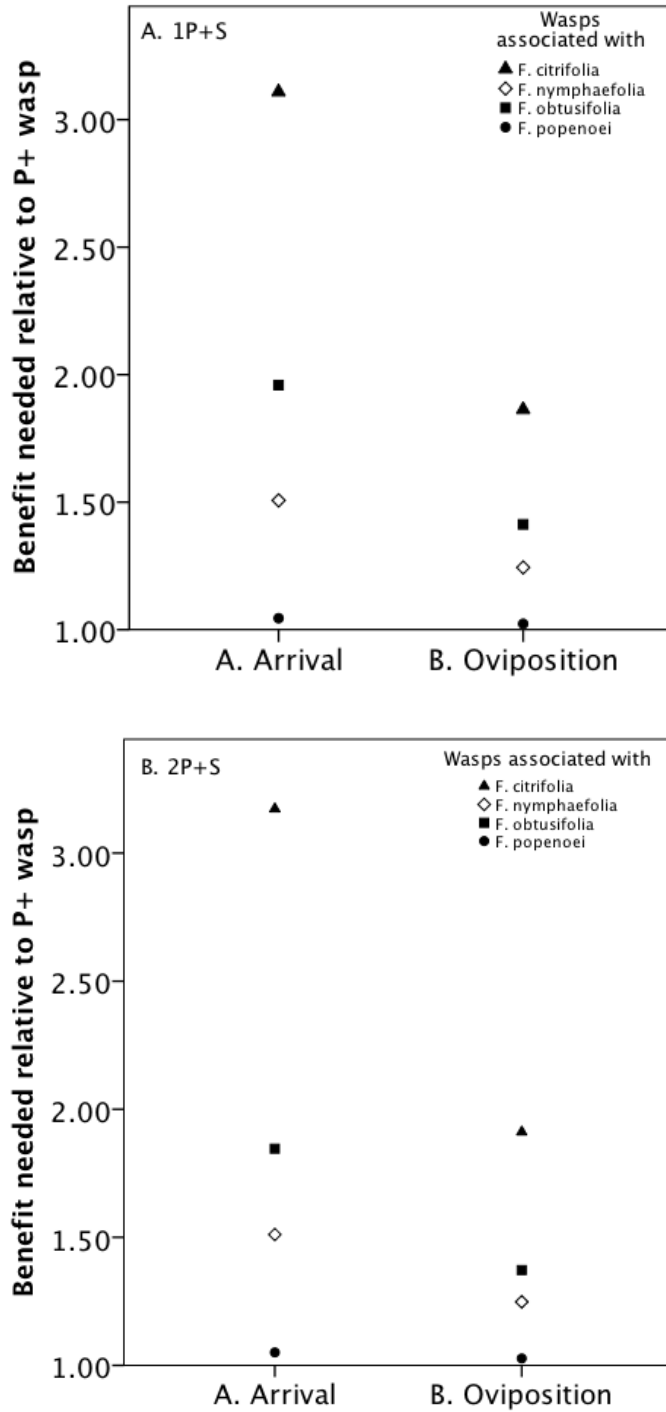 A. 1P+S
Wasps
associated with
F. citrifolia
F. nymphaefolia
F. obtusifolia
F. popenoei
Benefit needed relative to P+ wasp
3.00
2.50
2.00
1.50
1.00
A. Arrival
B. Oviposition
B. 2P+S
Wasps associated with
F. citrifolia
F. nymphaefolia
F. obtusifolia
F. popenoei
Benefit needed relative to P+ wasp
3.00
2.50
2.00
1.50
1.00
A. Arrival
B. Oviposition